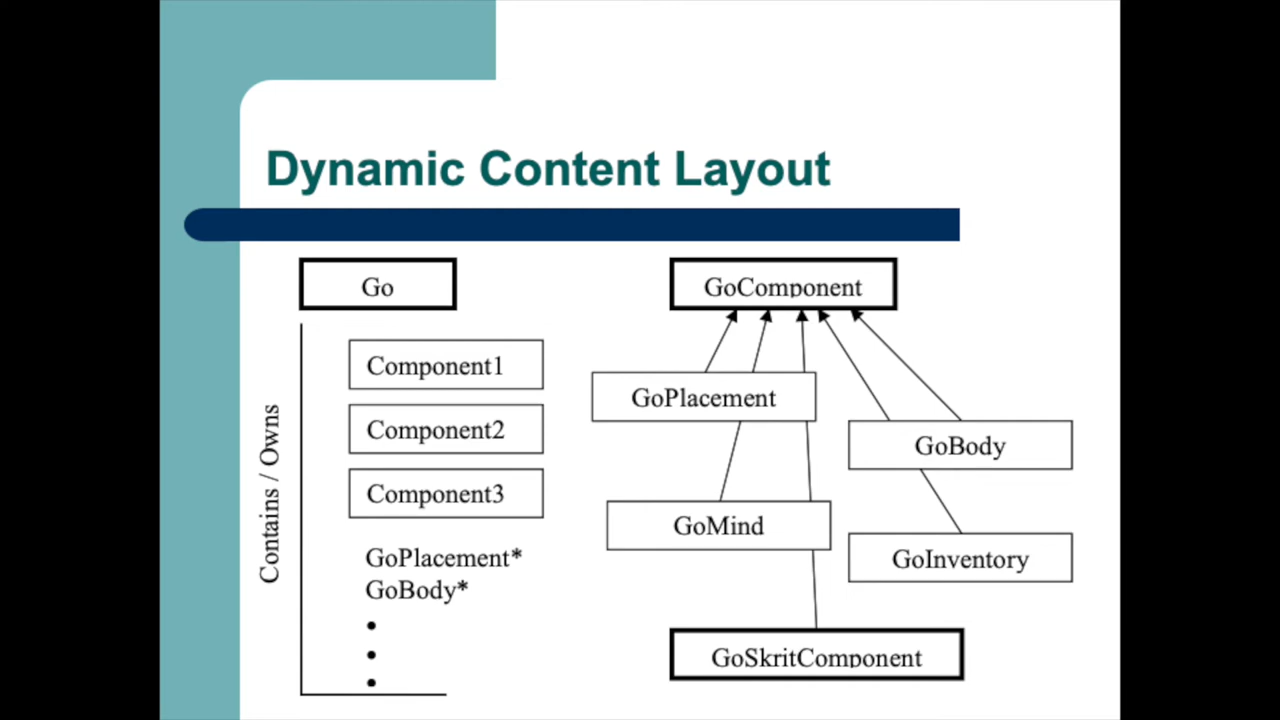 Dynamic Content Layout
Go
Contains / Owns
Component1
Component2
Component3
GoPlacement*
GoBody*
GoComponent
GoPlacement
GoBody
GoMind
GoInventory
GoSkritComponent